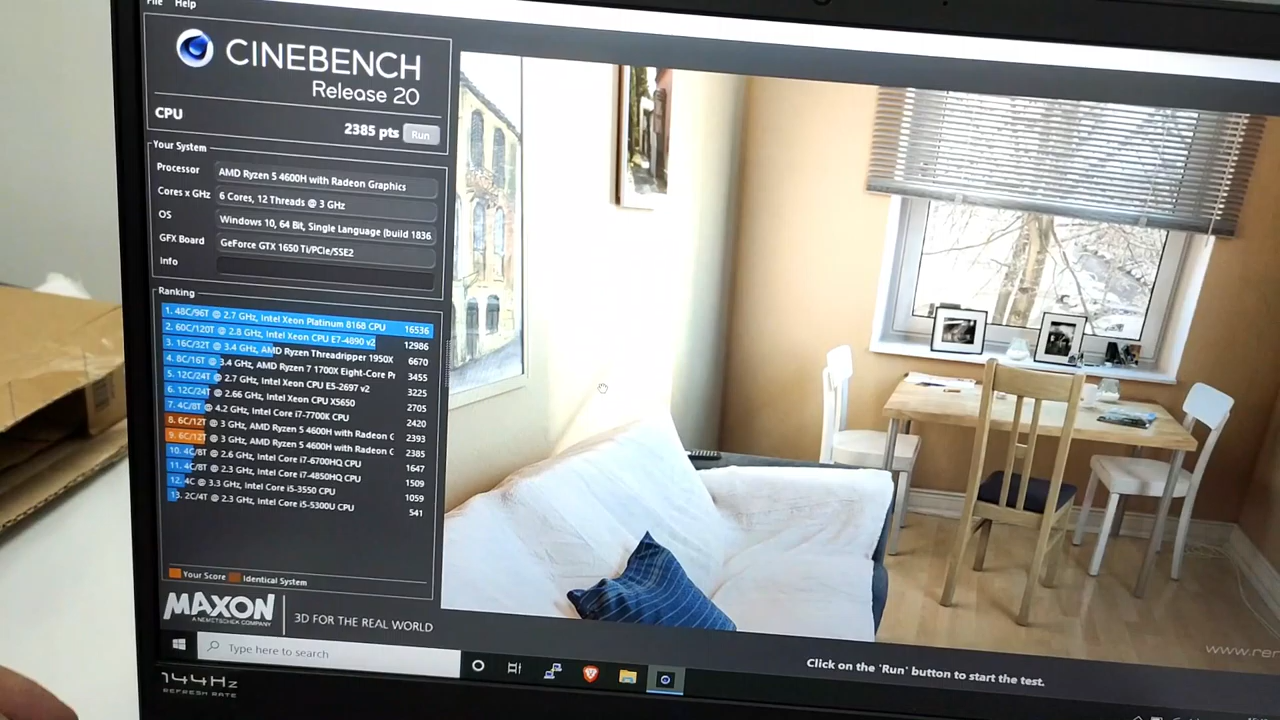 File Help
CINEBENCH
Release 20
CPU
2385 pts Run
Your System
Processor AMD Ryzen 5 4600H with Radeon Graphics
Cores x GHz 6 Cores, 12 Threads @ 3 GHz
OS Windows 10, 64 Bit, Single Language (build 1836
GFX Board GeForce GTX 1650 Ti/PCIe/SSE2
Info
Ranking
1. 48C/96T @ 2.7 GHz, Intel Xeon Platinum 8168 CPU 16536
2. 60C/120T @ 2.8 GHz, Intel Xeon CPU E7-4890 v2 12986
3. 16C/32T @ 3.4 GHz, AMD Ryzen Threadripper 1950X 6670
4. 8C/16T @ 3.4 GHz, AMD Ryzen 7 1700X Eight-Core Pr 3455
5. 12C/24T @ 2.7 GHz, Intel Xeon CPU E5-2697 v2 3225
6. 12C/24T @ 2.66 GHz, Intel Xeon CPU X5650 2705
7. 4C/8T @ 4.2 GHz, Intel Core i7-7700K CPU 2420
8. 6C/12T @ 3 GHz, AMD Ryzen 5 4600H with Radeon C 2393
9. 6C/12T @ 3 GHz, AMD Ryzen 5 4600H with Radeon C 2385
10. 4C/8T @ 2.6 GHz, Intel Core i7-6700HQ CPU 1647
11. 4C/8T @ 2.3 GHz, Intel Core i7-4850HQ CPU 1509
12. 4C @ 3.3 GHz, Intel Core i5-3550 CPU 1059
13. 2C/4T @ 2.3 GHz, Intel Core i5-5300U CPU 541
Your Score Identical System
MAXON
A NEMETSCHEK COMPANY
3D FOR THE REAL WORLD
www.rer
Click on the 'Run' button to start the test.
Type here to search
144Hz
REFRESH RATE